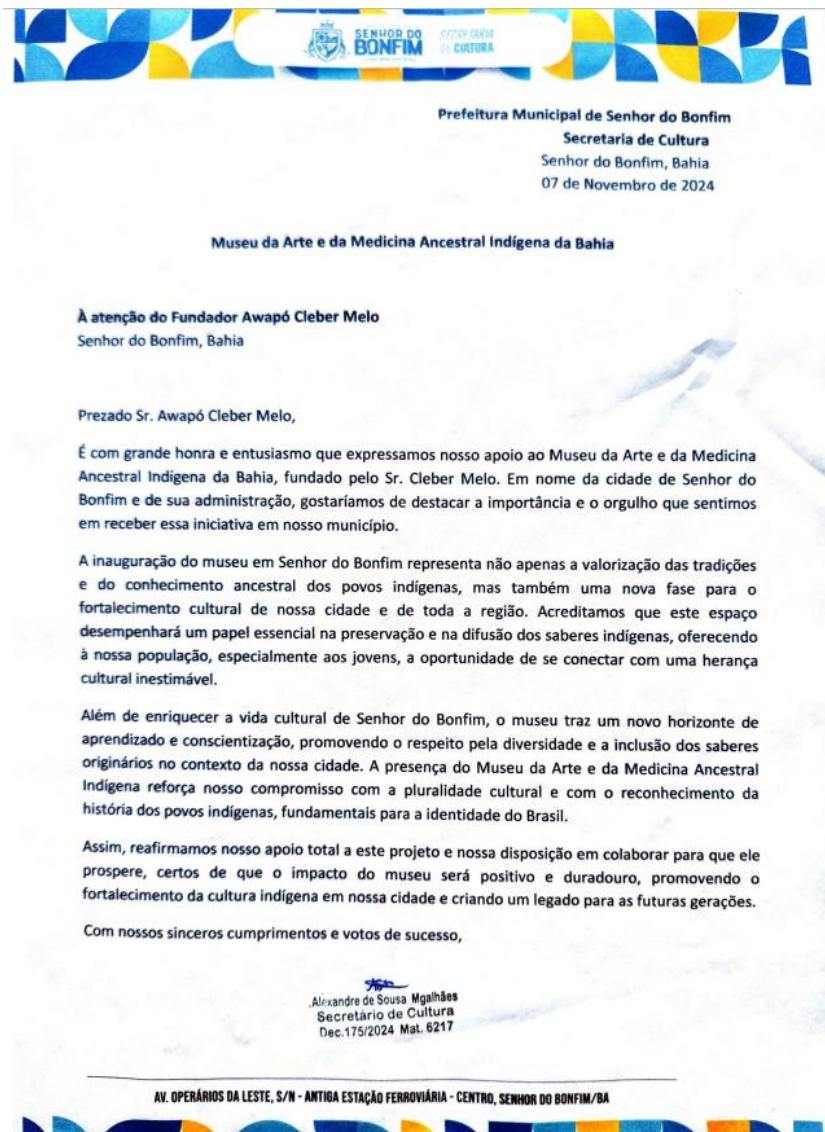 SENHOR DO
BONFIM
SECRETARIA
DE CULTURA
Prefeitura Municipal de Senhor do Bonfim
Secretaria de Cultura
Senhor do Bonfim, Bahia
07 de Novembro de 2024
Museu da Arte e da Medicina Ancestral Indígena da Bahia
À atenção do Fundador Awapó Cleber Melo
Senhor do Bonfim, Bahia
Prezado Sr. Awapó Cleber Melo,
É com grande honra e entusiasmo que expressamos nosso apoio ao Museu da Arte e da Medicina
Ancestral Indígena da Bahia, fundado pelo Sr. Cleber Melo. Em nome da cidade de Senhor do
Bonfim e de sua administração, gostaríamos de destacar a importância e o orgulho que sentimos
em receber essa iniciativa em nosso município.
A inauguração do museu em Senhor do Bonfim representa não apenas a valorização das tradições
e do conhecimento ancestral dos povos indígenas, mas também uma nova fase para o
fortalecimento cultural de nossa cidade e de toda a região. Acreditamos que este espaço
desempenhará um papel essencial na preservação e na difusão dos saberes indígenas, oferecendo
à nossa população, especialmente aos jovens, a oportunidade de se conectar com uma herança
cultural inestimável.
Além de enriquecer a vida cultural de Senhor do Bonfim, o museu traz um novo horizonte de
aprendizado e conscientização, promovendo o respeito pela diversidade e a inclusão dos saberes
originários no contexto da nossa cidade. A presença do Museu da Arte e da Medicina Ancestral
Indígena reforça nosso compromisso com a pluralidade cultural e com o reconhecimento da
história dos povos indígenas, fundamentais para a identidade do Brasil.
Assim, reafirmamos nosso apoio total a este projeto e nossa disposição em colaborar para que ele
prospere, certos de que o impacto do museu será positivo e duradouro, promovendo o
fortalecimento da cultura indígena em nossa cidade e criando um legado para as futuras gerações.
Com nossos sinceros cumprimentos e votos de sucesso,
Alexandre de Sousa Mgalhães
Secretário de Cultura
Dec.175/2024 Mat. 6217
AV. OPERÁRIOS DA LESTE, S/N - ANTIGA ESTAÇÃO FERROVIÁRIA - CENTRO, SENHOR DO BONFIM/BA